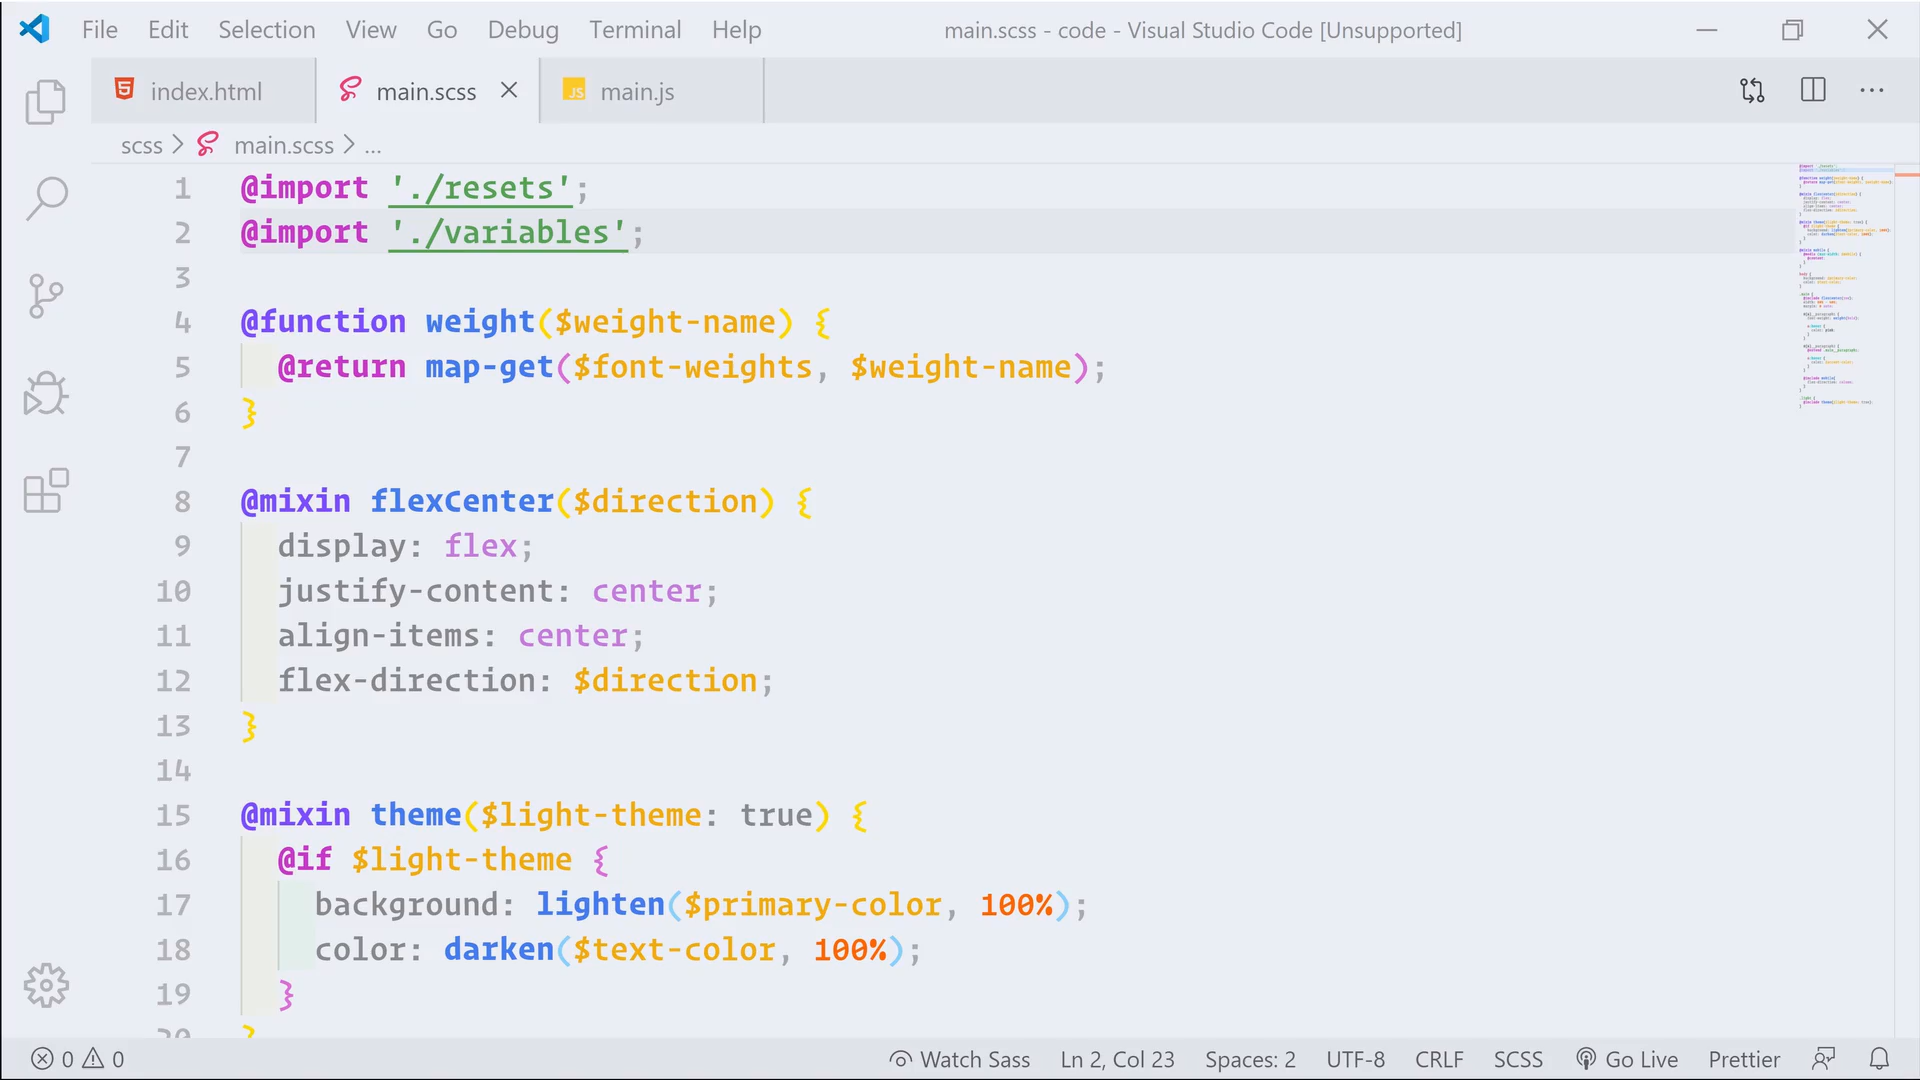 File Edit Selection View Go Debug Terminal Help main.scss - code - Visual Studio Code [Unsupported]
index.html main.scss JS main.js
scss > main.scss > ...
1 @import './resets';
2 @import './variables';
3
4 @function weight($weight-name) {
5 @return map-get($font-weights, $weight-name);
6 }
7
8 @mixin flexCenter($direction) {
9 display: flex;
10 justify-content: center;
11 align-items: center;
12 flex-direction: $direction;
13 }
14
15 @mixin theme($light-theme: true) {
16 @if $light-theme {
17 background: lighten($primary-color, 100%);
18 color: darken($text-color, 100%);
19 }
20 }
0 0 Watch Sass Ln 2, Col 23 Spaces: 2 UTF-8 CRLF SCSS Go Live Prettier